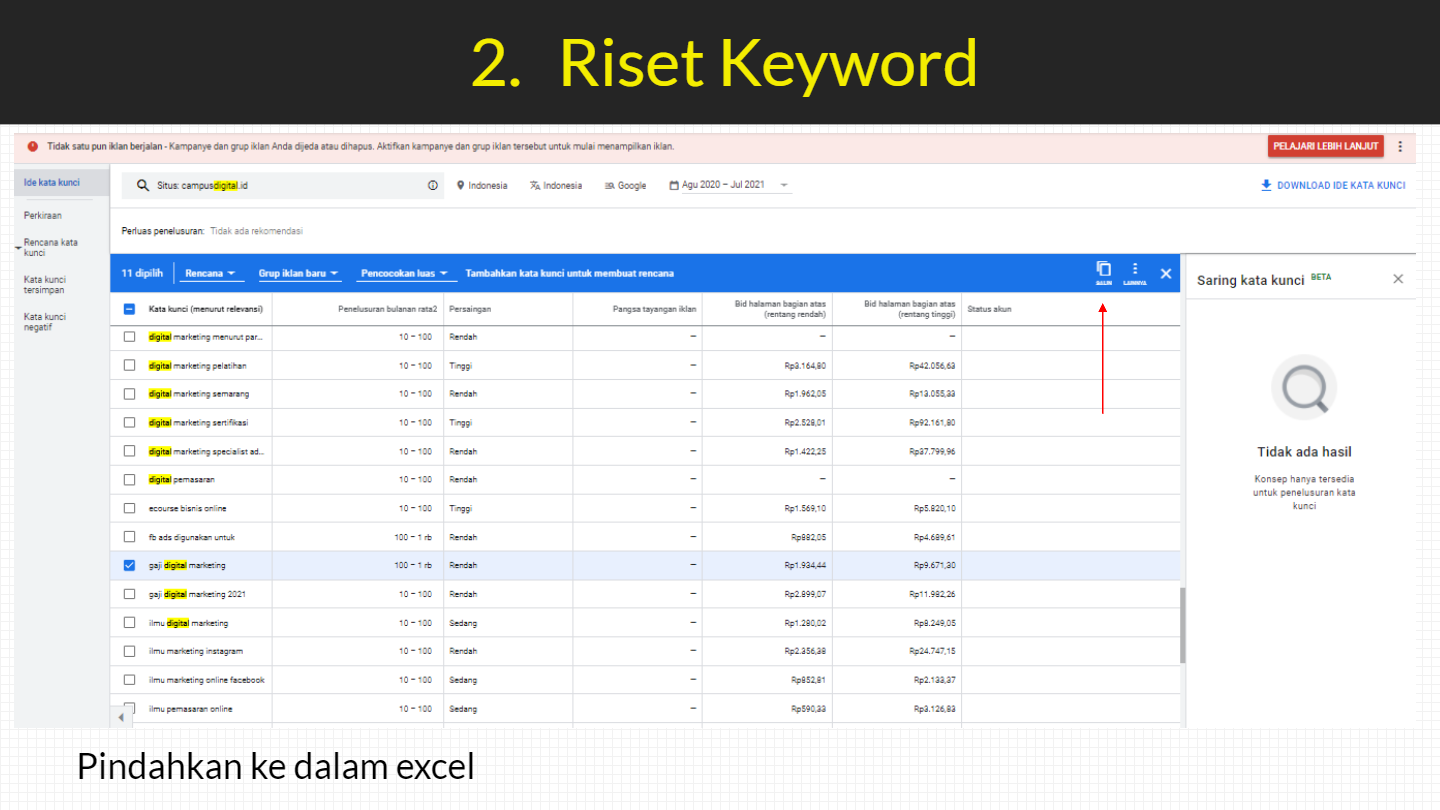 2. Riset Keyword
Tidak satu pun iklan berjalan - Kampanye dan grup iklan Anda dijeda atau dihapus. Aktifkan kampanye dan grup iklan tersebut untuk mulai menampilkan iklan.
PELAJARI LEBIH LANJUT
Ide kata kunci
Perkiraan
Rencana kata
kunci
Kata kunci
tersimpan
Kata kunci
negatif
Situs: campusdigital.id
Indonesia
Indonesia
Google
Agu 2020 – Jul 2021
DOWNLOAD IDE KATA KUNCI
Perluas penelusuran: Tidak ada rekomendasi
11 dipilih Rencana Grup iklan baru Pencocokan luas Tambahkan kata kunci untuk membuat rencana
SALIN LAINNYA
Kata kunci (menurut relevansi) Penelusuran bulanan rata2 Persaingan Pangsa tayangan iklan Bid halaman bagian atas (rentang rendah) Bid halaman bagian atas (rentang tinggi) Status akun
digital marketing menurut par... 10 – 100 Rendah – – –
digital marketing pelatihan 10 – 100 Tinggi – Rp3.164,80 Rp42.056,63
digital marketing semarang 10 – 100 Rendah – Rp1.962,05 Rp13.055,33
digital marketing sertifikasi 10 – 100 Tinggi – Rp2.528,01 Rp92.161,80
digital marketing specialist ad... 10 – 100 Rendah – Rp1.422,25 Rp37.799,96
digital pemasaran 10 – 100 Rendah – – –
ecourse bisnis online 10 – 100 Tinggi – Rp1.569,10 Rp5.820,10
fb ads digunakan untuk 100 – 1 rb Rendah – Rp882,05 Rp4.689,61
gaji digital marketing 100 – 1 rb Rendah – Rp1.934,44 Rp9.671,30
gaji digital marketing 2021 10 – 100 Rendah – Rp2.899,07 Rp11.982,26
ilmu digital marketing 10 – 100 Sedang – Rp1.280,02 Rp8.249,05
ilmu marketing instagram 10 – 100 Rendah – Rp2.356,38 Rp24.747,15
ilmu marketing online facebook 10 – 100 Sedang – Rp852,81 Rp2.133,37
ilmu pemasaran online 10 – 100 Sedang – Rp590,33 Rp3.126,83
Saring kata kunci BETA
Tidak ada hasil
Konsep hanya tersedia
untuk penelusuran kata
kunci
Pindahkan ke dalam excel